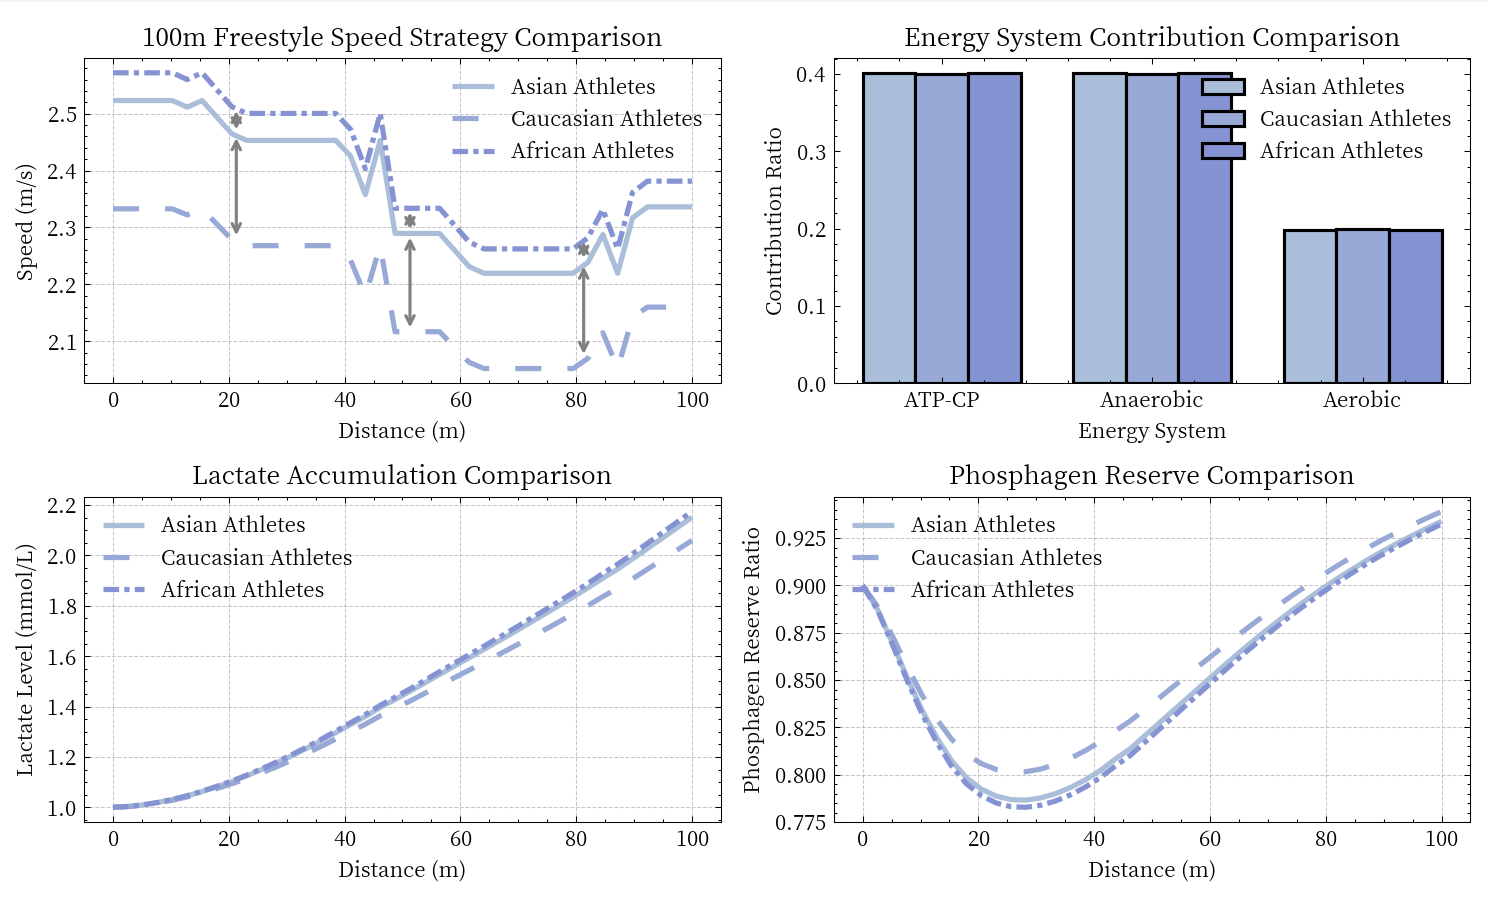 100m Freestyle Speed Strategy Comparison
Speed (m/s)
2.5
2.4
2.3
2.2
2.1
Asian Athletes
Caucasian Athletes
African Athletes
0 20 40 60 80 100
Distance (m)
Energy System Contribution Comparison
Contribution Ratio
0.4
0.3
0.2
0.1
0.0
Asian Athletes
Caucasian Athletes
African Athletes
ATP-CP Anaerobic Aerobic
Energy System
Lactate Accumulation Comparison
Lactate Level (mmol/L)
2.2
2.0
1.8
1.6
1.4
1.2
1.0
Asian Athletes
Caucasian Athletes
African Athletes
0 20 40 60 80 100
Distance (m)
Phosphagen Reserve Comparison
Phosphagen Reserve Ratio
0.925
0.900
0.875
0.850
0.825
0.800
0.775
Asian Athletes
Caucasian Athletes
African Athletes
0 20 40 60 80 100
Distance (m)